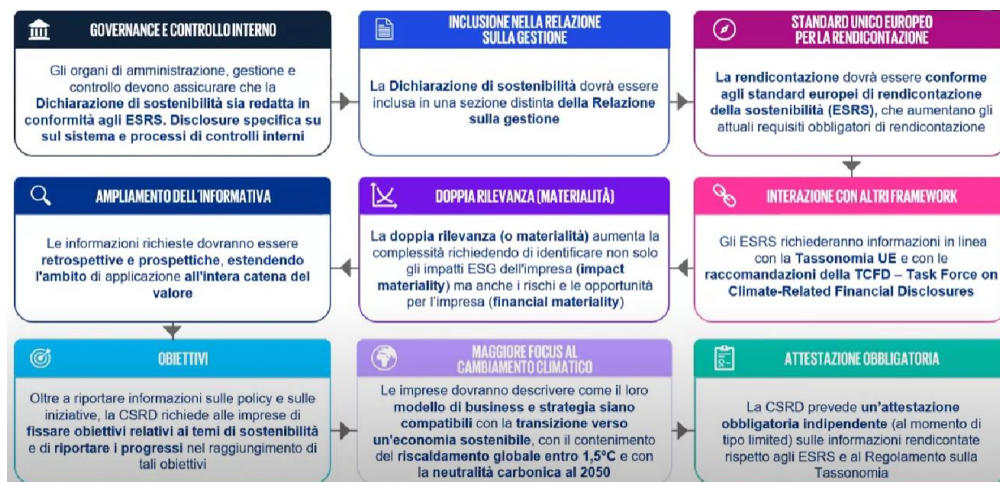 GOVERNANCE E CONTROLLO INTERNO
Gli organi di amministrazione, gestione e
controllo devono assicurare che la
Dichiarazione di sostenibilità sia redatta in
conformità agli ESRS. Disclosure specifica su
sul sistema e processi di controlli interni
INCLUSIONE NELLA RELAZIONE
SULLA GESTIONE
La Dichiarazione di sostenibilità dovrà essere
inclusa in una sezione distinta della Relazione
sulla gestione
STANDARD UNICO EUROPEO
PER LA RENDICONTAZIONE
La rendicontazione dovrà essere conforme
agli standard europei di rendicontazione
della sostenibilità (ESRS), che aumentano gli
attuali requisiti obbligatori di rendicontazione
AMPLIAMENTO DELL'INFORMATIVA
Le informazioni richieste dovranno essere
retrospettive e prospettiche, estendendo
l'ambito di applicazione all'intera catena del
valore
DOPPIA RILEVANZA (MATERIALITÀ)
La doppia rilevanza (o materialità) aumenta la
complessità richiedendo di identificare non solo
gli impatti ESG dell'impresa (impact
materiality) ma anche i rischi e le opportunità
per l'impresa (financial materiality)
INTERAZIONE CON ALTRI FRAMEWORK
Gli ESRS richiederanno informazioni in linea
con la Tassonomia UE e con le
raccomandazioni della TCFD – Task Force on
Climate-Related Financial Disclosures
OBIETTIVI
Oltre a riportare informazioni sulle policy e sulle
iniziative, la CSRD richiede alle imprese di
fissare obiettivi relativi ai temi di sostenibilità
e di riportare i progressi nel raggiungimento di
tali obiettivi
MAGGIORE FOCUS AL
CAMBIAMENTO CLIMATICO
Le imprese dovranno descrivere come il loro
modello di business e strategia siano
compatibili con la transizione verso
un'economia sostenibile, con il contenimento
del riscaldamento globale entro 1,5°C e con
la neutralità carbonica al 2050
ATTESTAZIONE OBBLIGATORIA
La CSRD prevede un'attestazione
obbligatoria indipendente (al momento di
tipo limited) sulle informazioni rendicontate
rispetto agli ESRS e al Regolamento sulla
Tassonomia